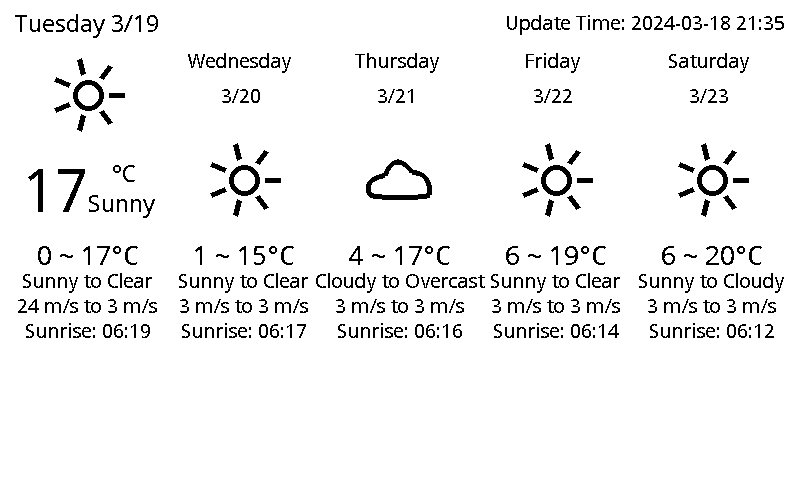 Tuesday 3/19
Update Time: 2024-03-18 21:35
17 °C
Sunny
0 ~ 17°C
Sunny to Clear
24 m/s to 3 m/s
Sunrise: 06:19
Wednesday
3/20
1 ~ 15°C
Sunny to Clear
3 m/s to 3 m/s
Sunrise: 06:17
Thursday
3/21
4 ~ 17°C
Cloudy to Overcast
3 m/s to 3 m/s
Sunrise: 06:16
Friday
3/22
6 ~ 19°C
Sunny to Clear
3 m/s to 3 m/s
Sunrise: 06:14
Saturday
3/23
6 ~ 20°C
Sunny to Cloudy
3 m/s to 3 m/s
Sunrise: 06:12